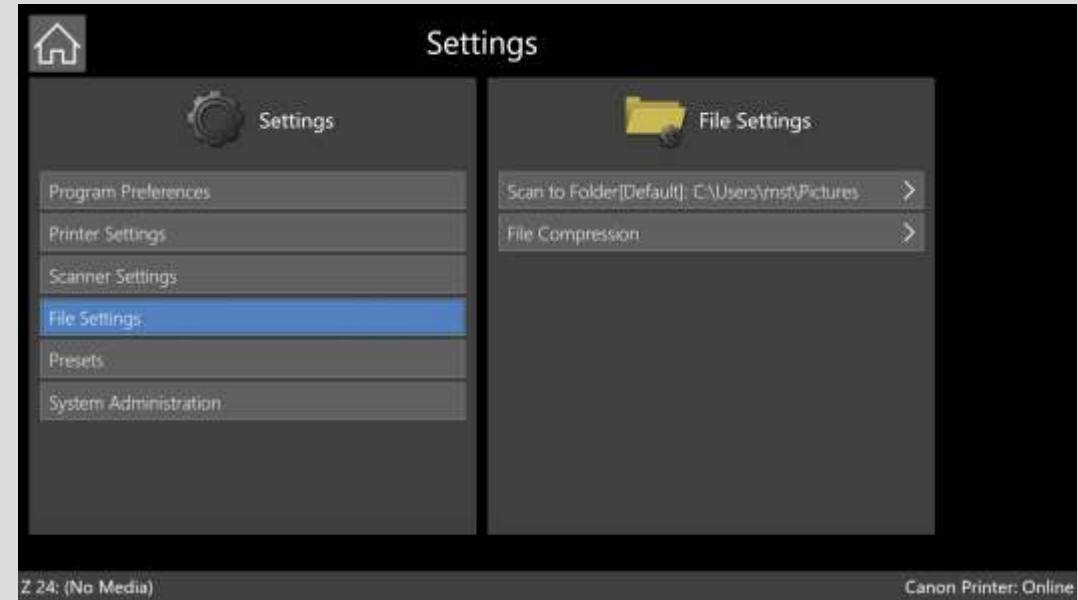 Settings
Settings
Program Preferences
Printer Settings
Scanner Settings
File Settings
Presets
System Administration
File Settings
Scan to Folder[Default]: C:\Users\mst\Pictures
File Compression
Z 24: (No Media)
Canon Printer: Online